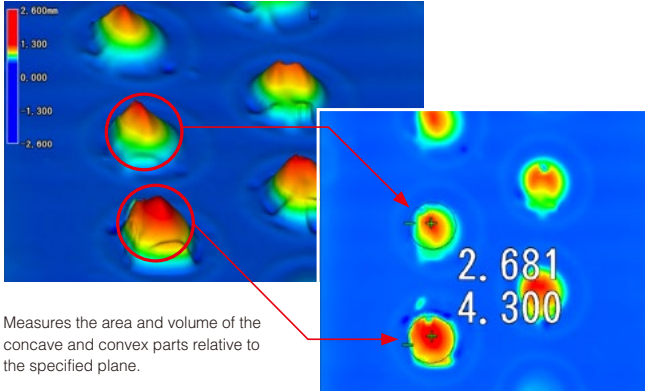 2.600mm
1.300
0.000
-1.300
-2.600
2.681
4.300
Measures the area and volume of the
concave and convex parts relative to
the specified plane.